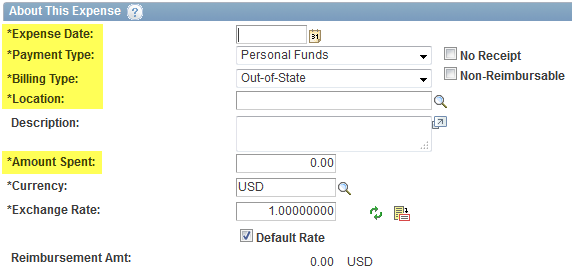 About This Expense ?
*Expense Date: 31
*Payment Type: Personal Funds No Receipt
*Billing Type: Out-of-State Non-Reimbursable
*Location:
Description:
*Amount Spent: 0.00
*Currency: USD
*Exchange Rate: 1.00000000
Default Rate
Reimbursement Amt: 0.00 USD